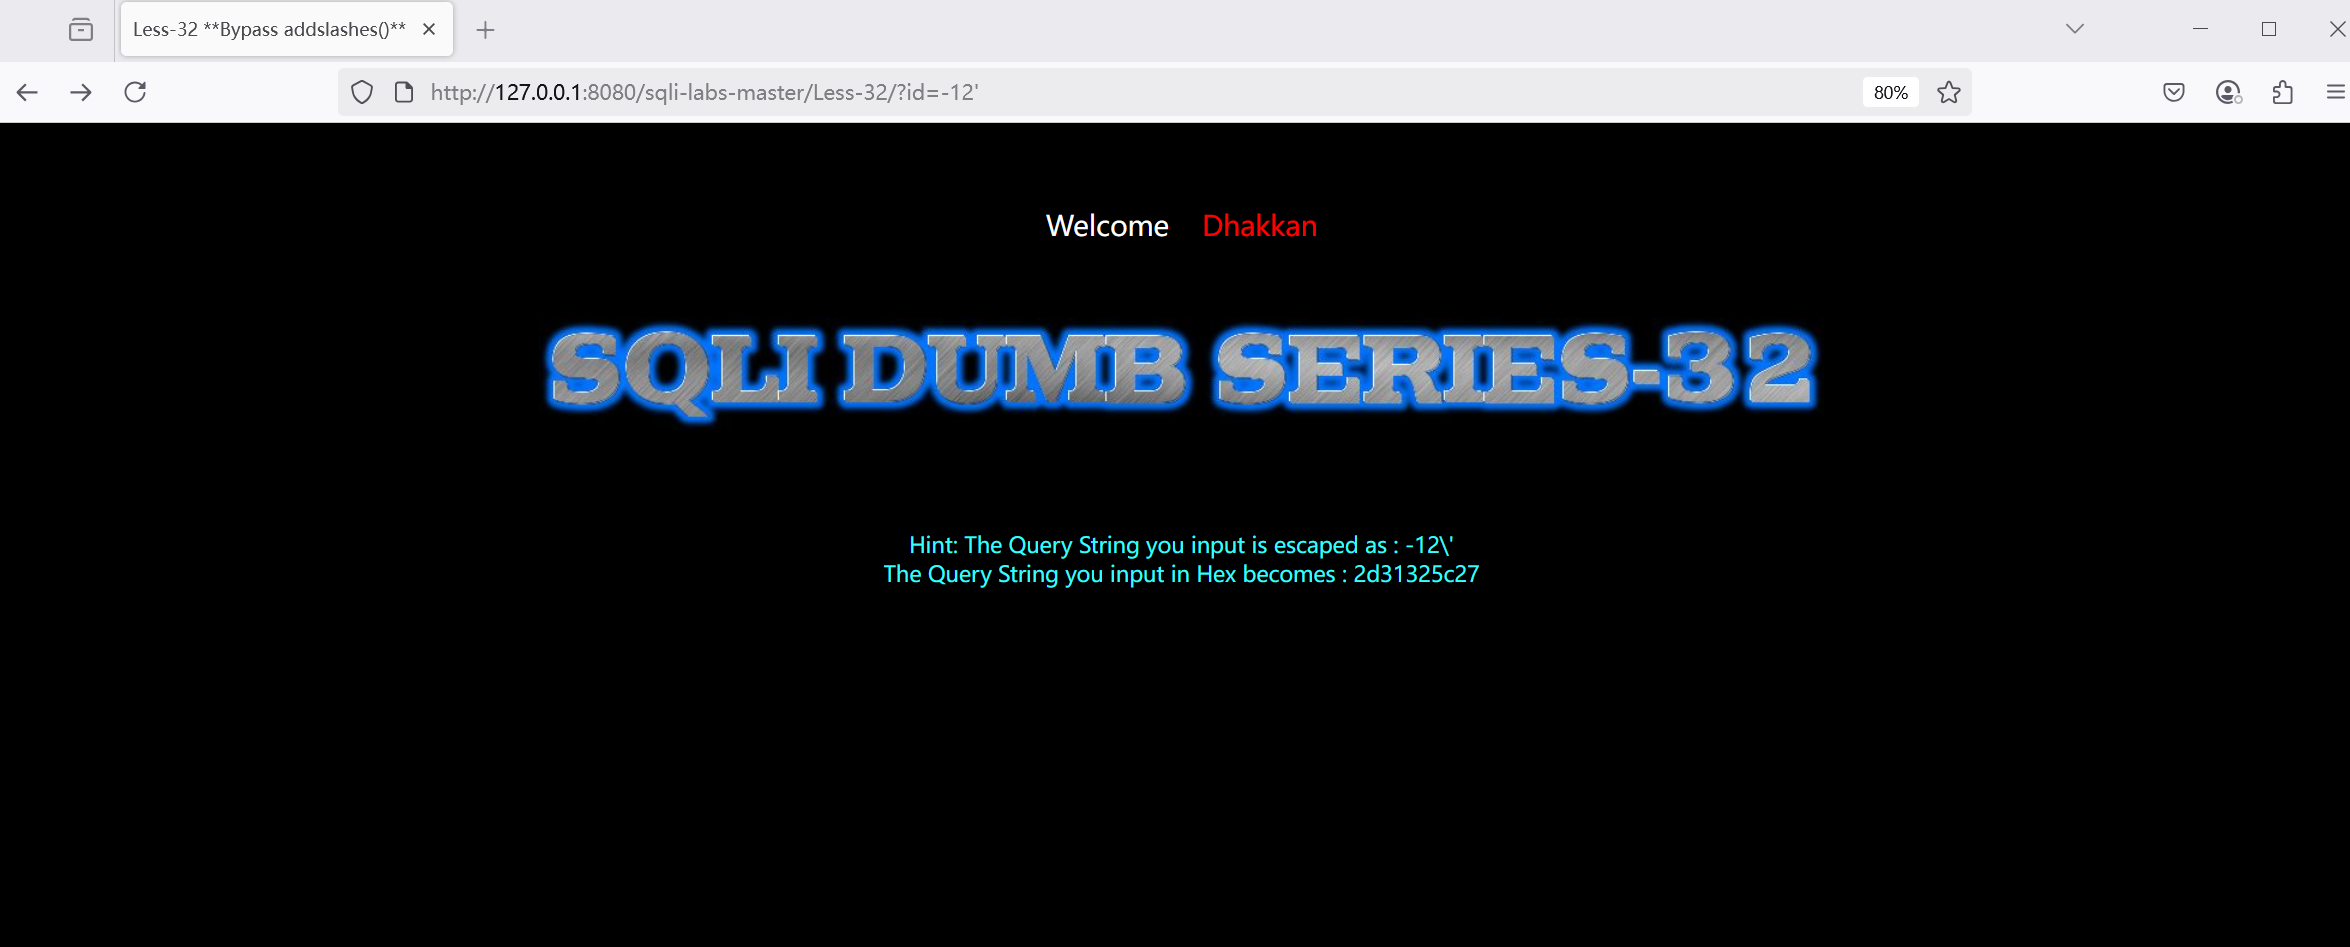 Less-32 **Bypass addslashes()**
http://127.0.0.1:8080/sqli-labs-master/Less-32/?id=-12'
80%
Welcome Dhakkan
SQLI DUMB SERIES-32
Hint: The Query String you input is escaped as : -12\'
The Query String you input in Hex becomes : 2d31325c27